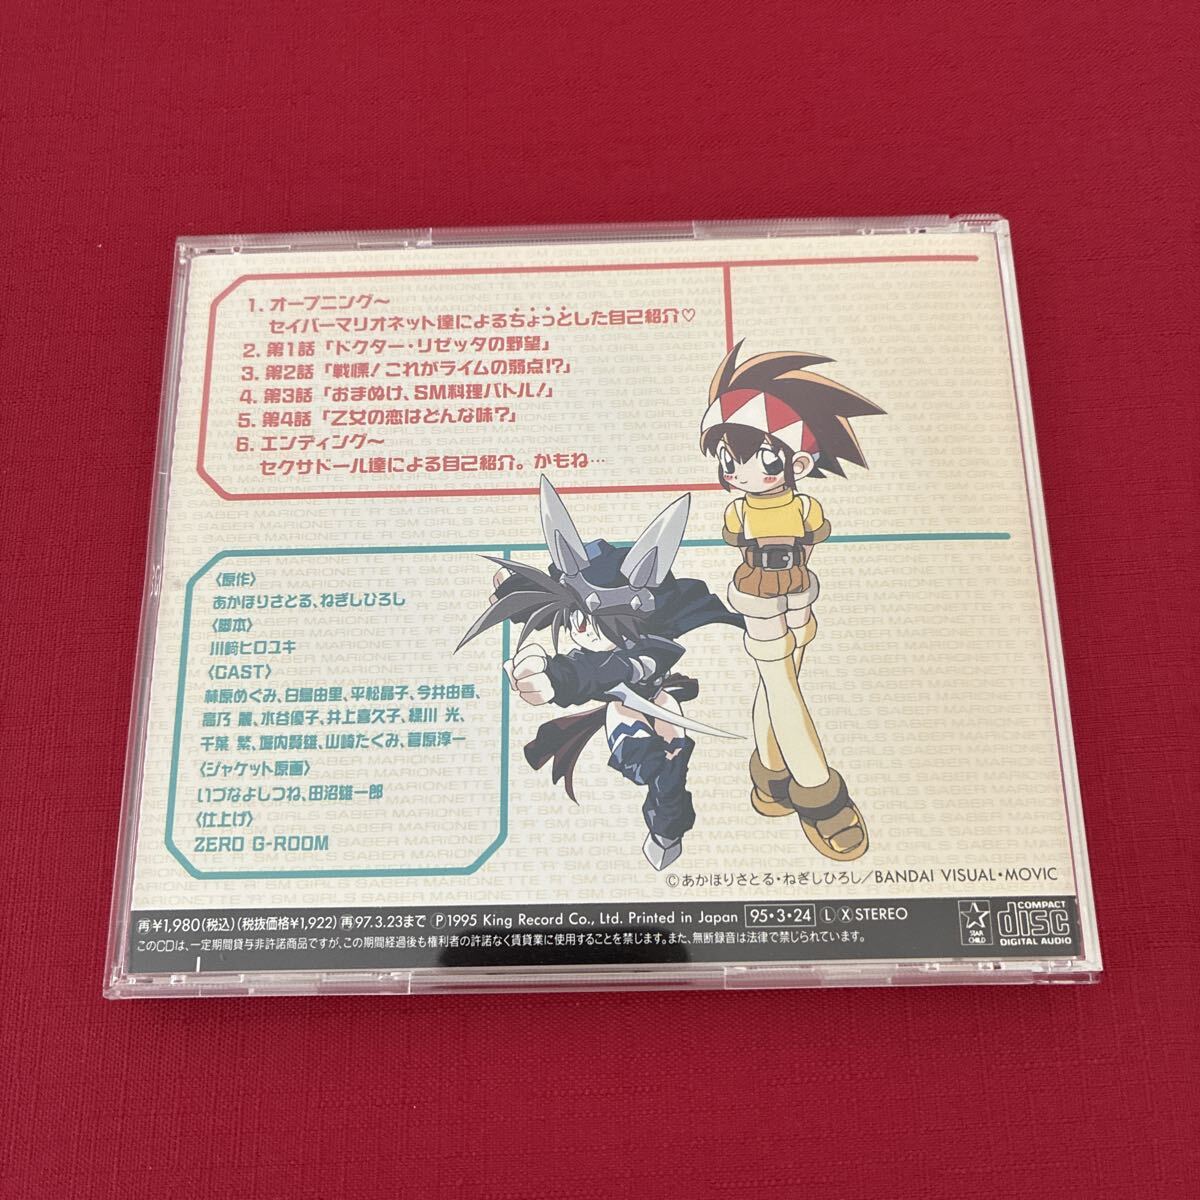 1. オープニング〜
セイバーマリオネット達によるちょっとした自己紹介♡
2. 第1話「ドクター・リゼッタの野望」
3. 第2話「戦慄！これがライムの弱点!?」
4. 第3話「おまぬけ、SM料理バトル！」
5. 第4話「乙女の恋はどんな味？」
6. エンディング〜
セクサドール達による自己紹介。かもね…
〈原作〉
あかほりさとる、ねぎしひろし
〈脚本〉
川﨑ヒロユキ
〈CAST〉
林原めぐみ、白鳥由里、平松晶子、今井由香、
高乃 麗、水谷優子、井上喜久子、緑川 光、
千葉 繁、堀内賢雄、山崎たくみ、菅原淳一
〈ジャケット原画〉
いづなよしつね、田沼雄一郎
〈仕上げ〉
ZERO G-ROOM
©あかほりさとる・ねぎしひろし／BANDAI VISUAL・MOVIC
再¥1,980(税込)(税抜価格¥1,922)再97.3.23まで Ⓟ1995 King Record Co., Ltd. Printed in Japan 95・3・24 Ⓛ Ⓧ STEREO
このCDは、一定期間貸与非許諾商品ですが、この期間経過後も権利者の許諾なく賃貸業に使用することを禁じます。また、無断録音は法律で禁じられています。
STAR
CHILD
COMPACT
disc
DIGITAL AUDIO